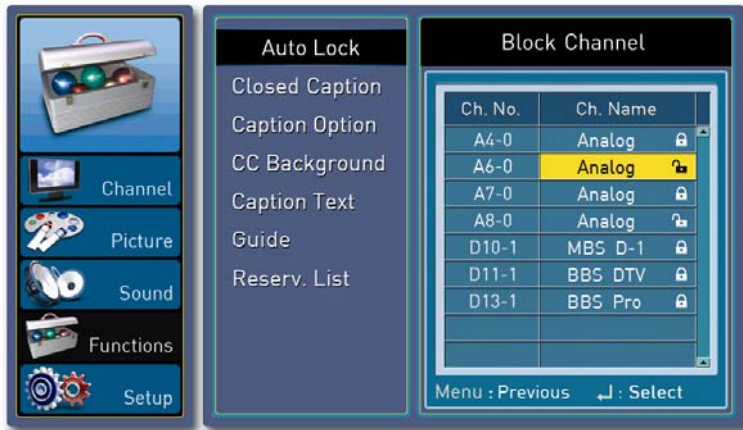 Channel
Picture
Sound
Functions
Setup
Auto Lock
Closed Caption
Caption Option
CC Background
Caption Text
Guide
Reserv. List
Block Channel
Ch. No. Ch. Name
A4-0 Analog
A6-0 Analog
A7-0 Analog
A8-0 Analog
D10-1 MBS D-1
D11-1 BBS DTV
D13-1 BBS Pro
Menu : Previous : Select